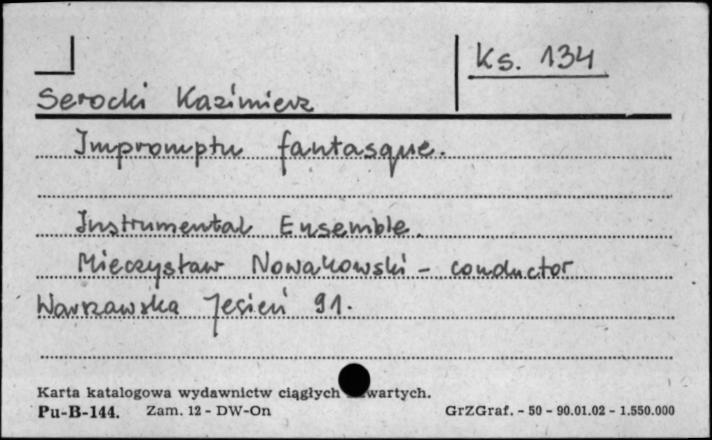 Ks. 134
Serocki Kazimierz
Impromptu fantasque.
Instrumental Ensemble.
Mieczysław Nowakowski - conductor
Warszawska Jesień 91.
Karta katalogowa wydawnictw ciągłych wartych.
Pu-B-144. Zam. 12 - DW-On GrZGraf. - 50 - 90.01.02 - 1.550.000